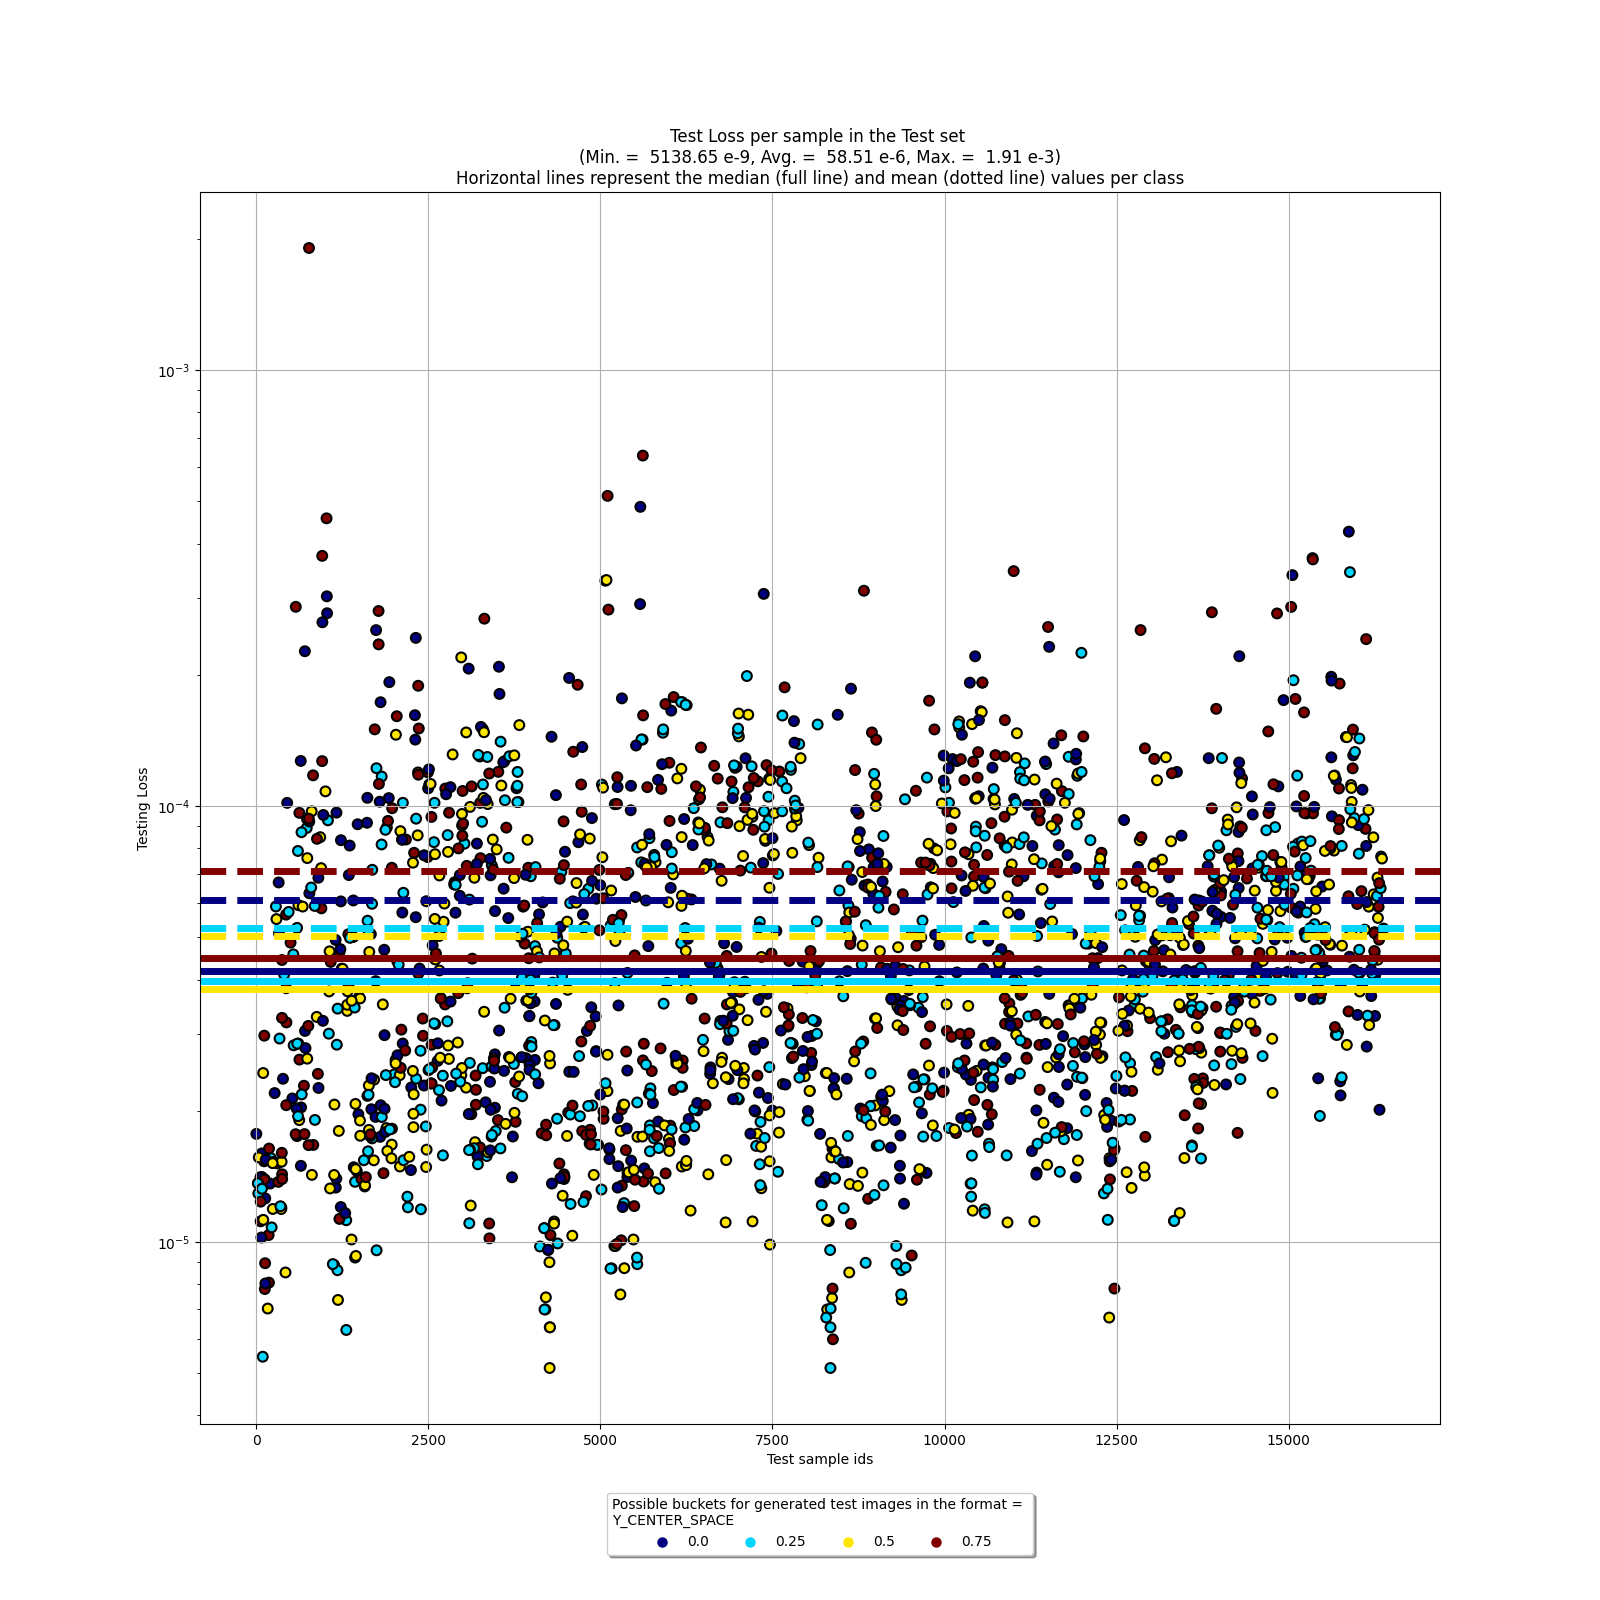 Test Loss per sample in the Test set
(Min. =  5138.65 e-9, Avg. =  58.51 e-6, Max. =  1.91 e-3)
Horizontal lines represent the median (full line) and mean (dotted line) values per class
Testing Loss
10⁻³
10⁻⁴
10⁻⁵
0 2500 5000 7500 10000 12500 15000
Test sample ids
Possible buckets for generated test images in the format =
Y_CENTER_SPACE
0.0 0.25 0.5 0.75